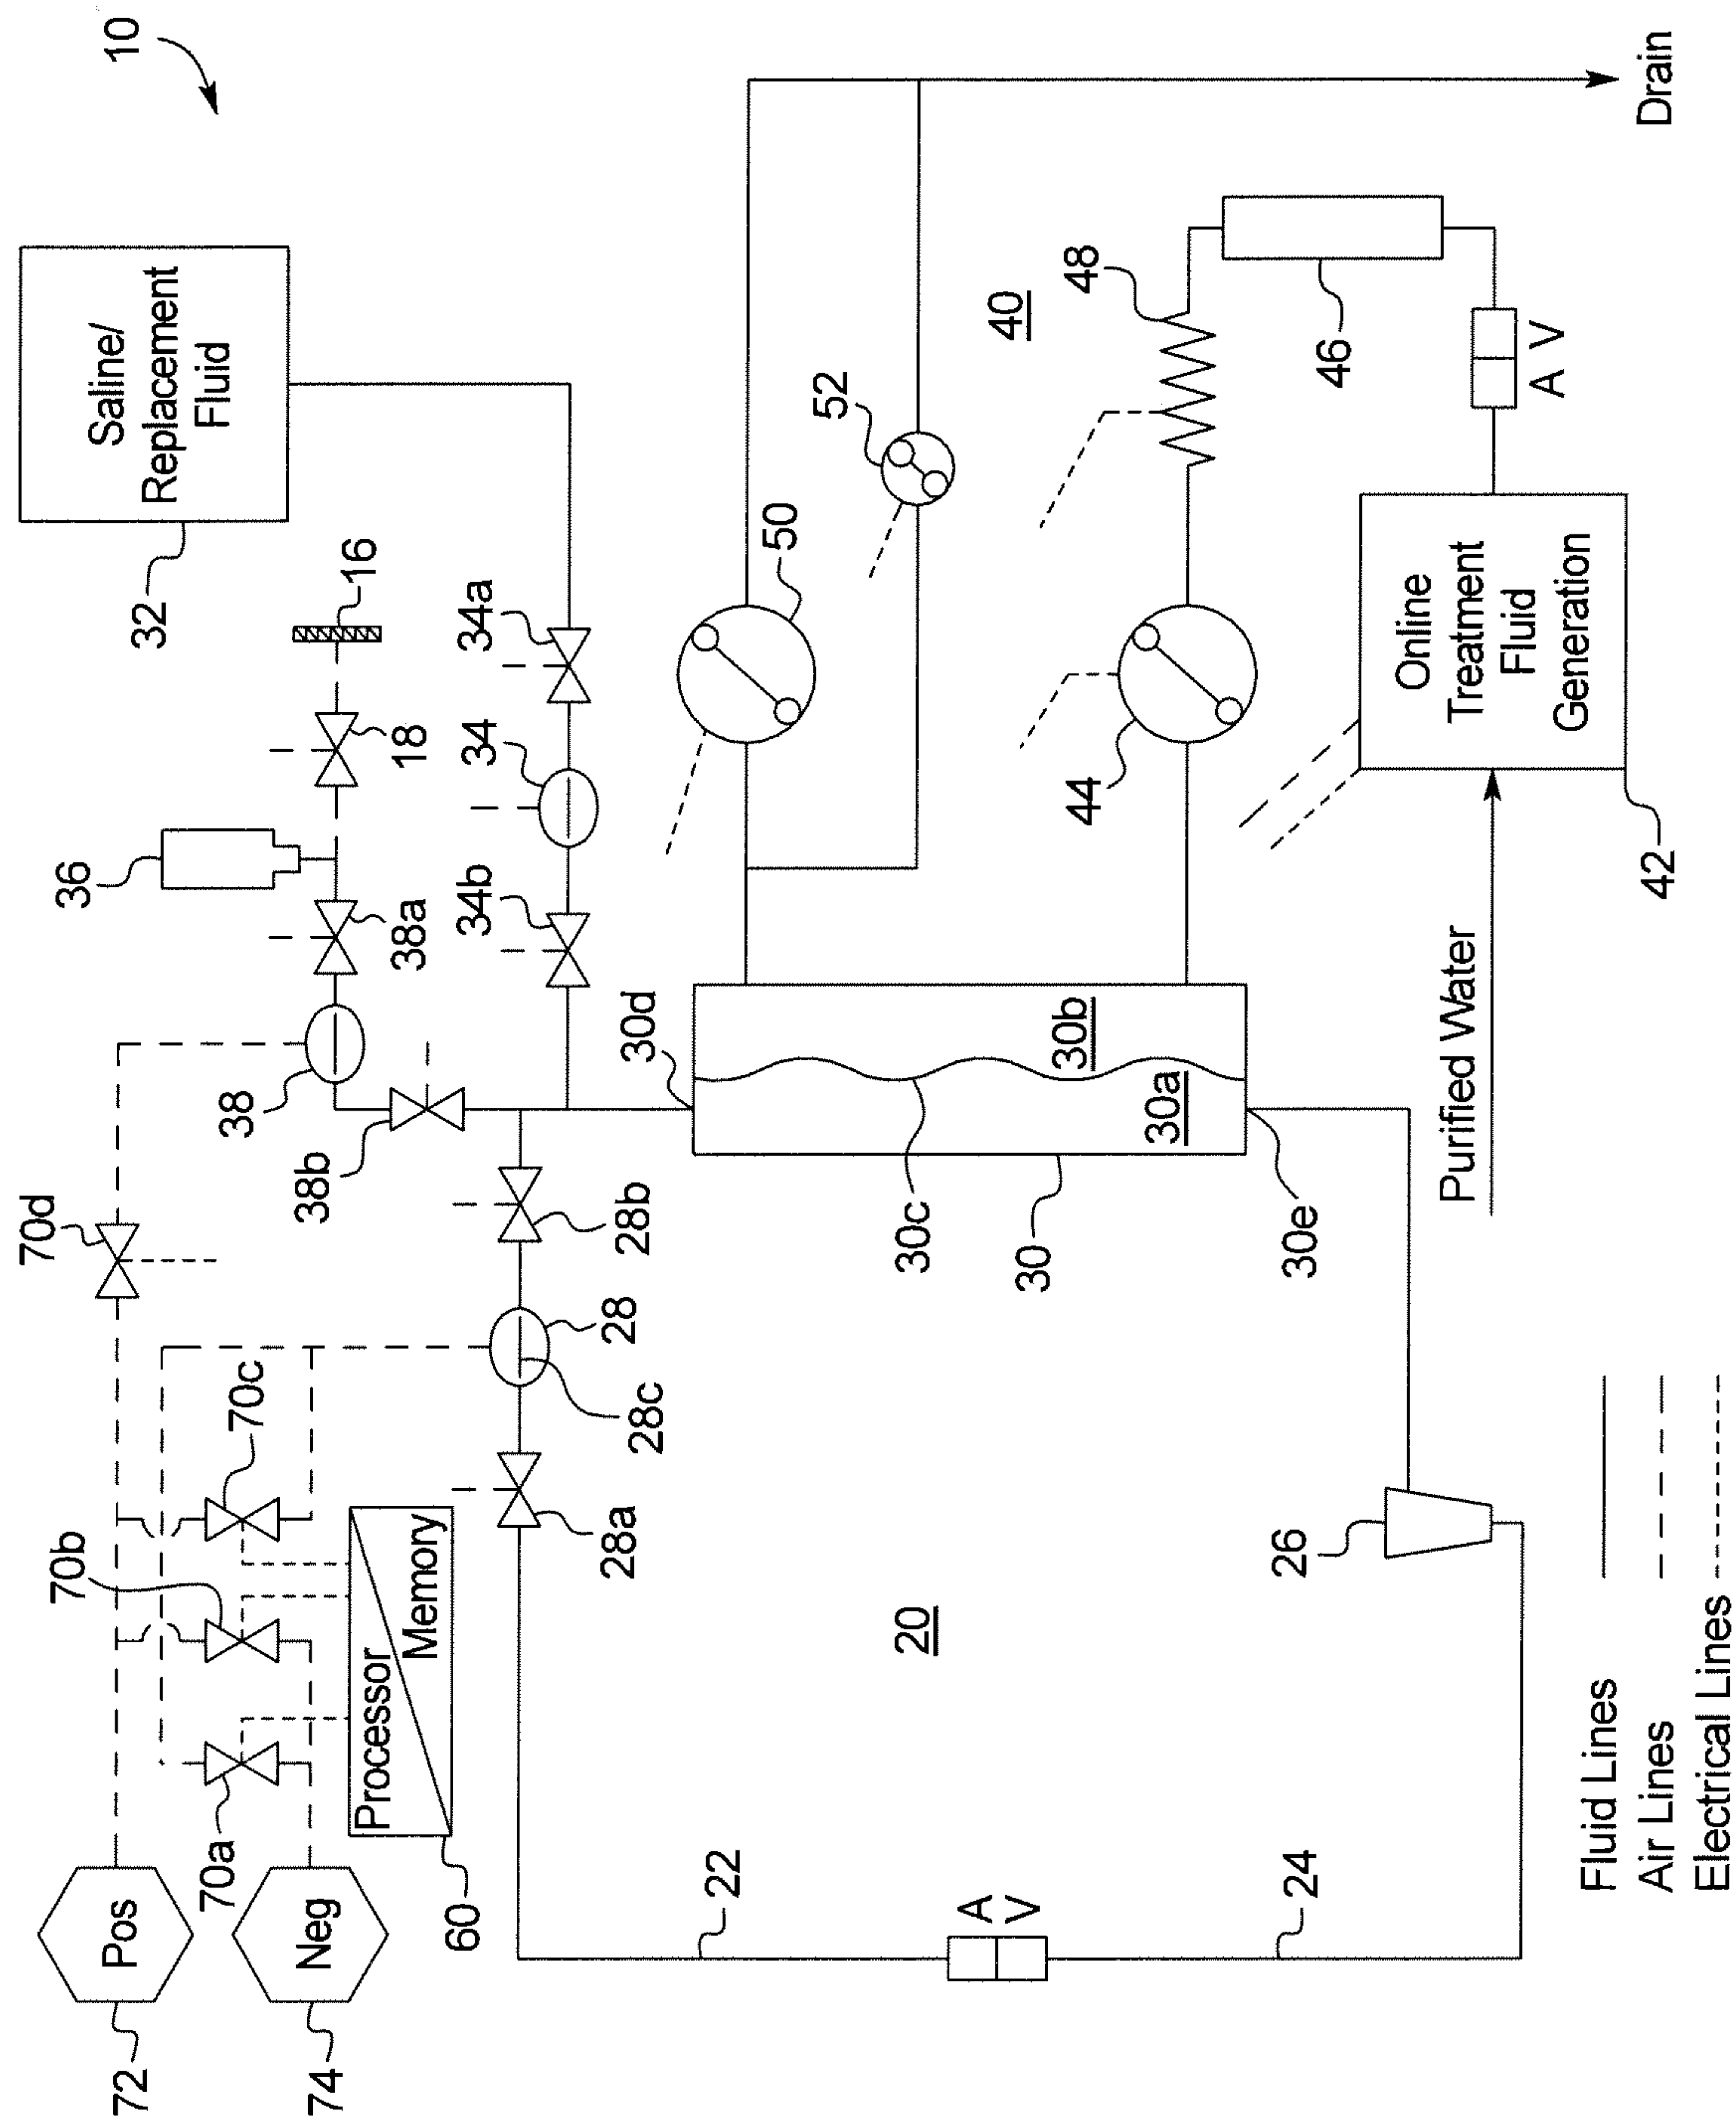 10
Saline/
Replacement
Fluid
32
16
18
36
38a
34a
34
34b
38
38b
70d
70c
70b
70a
Pos
72
Neg
74
Processor
Memory
60
28
28a
28b
28c
22
A
V
24
20
26
30
30a
30b
30c
30d
30e
50
52
40
48
46
44
A V
Online
Treatment
Fluid
Generation
42
Purified Water
Drain
Fluid Lines
Air Lines
Electrical Lines